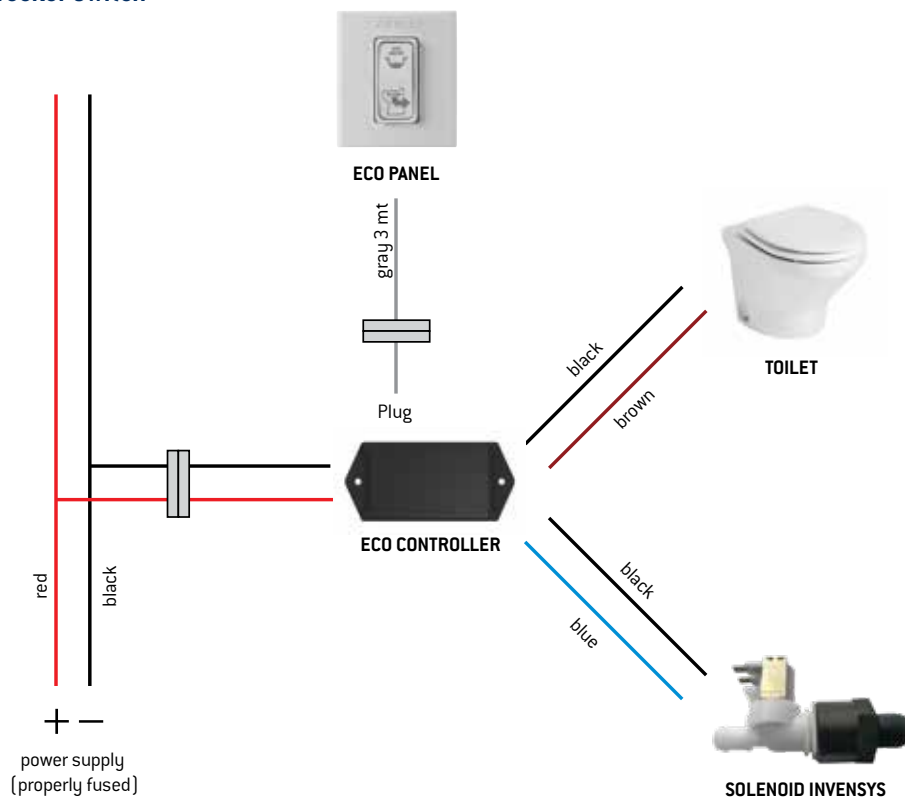 ECO PANEL
gray 3 mt
Plug
TOILET
black
brown
ECO CONTROLLER
red
black
black
blue
+ −
power supply
(properly fused)
SOLENOID INVENSYS